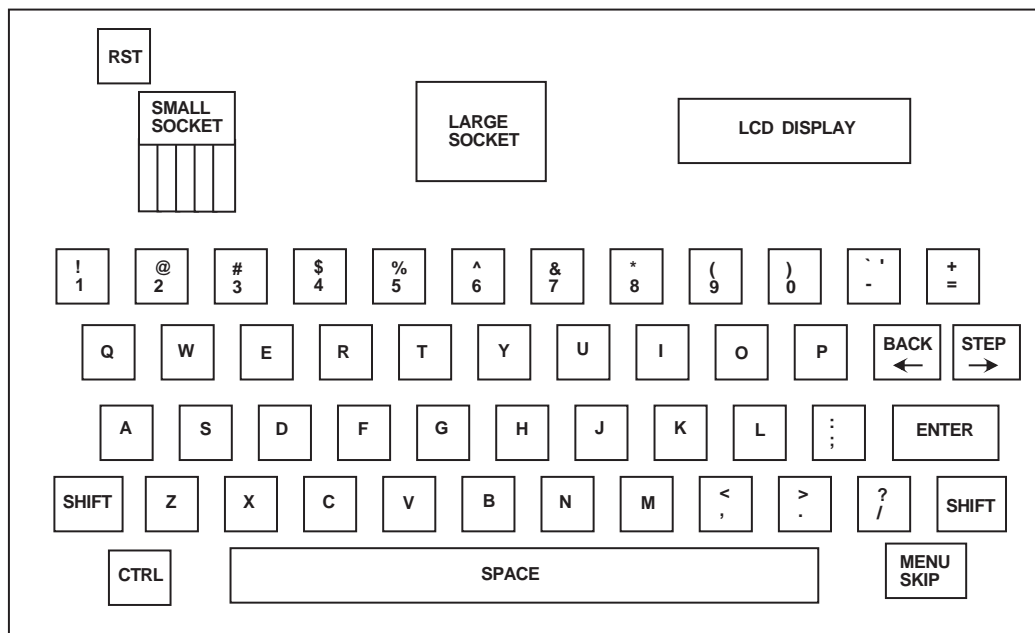 RST
SMALL
SOCKET
LARGE
SOCKET
LCD DISPLAY
! @ # $ % ^ & * ( ) ` ' +
1 2 3 4 5 6 7 8 9 0 - =
Q W E R T Y U I O P BACK STEP
← →
A S D F G H J K L : ENTER
;
SHIFT Z X C V B N M < > ? SHIFT
, . /
CTRL SPACE MENU
SKIP